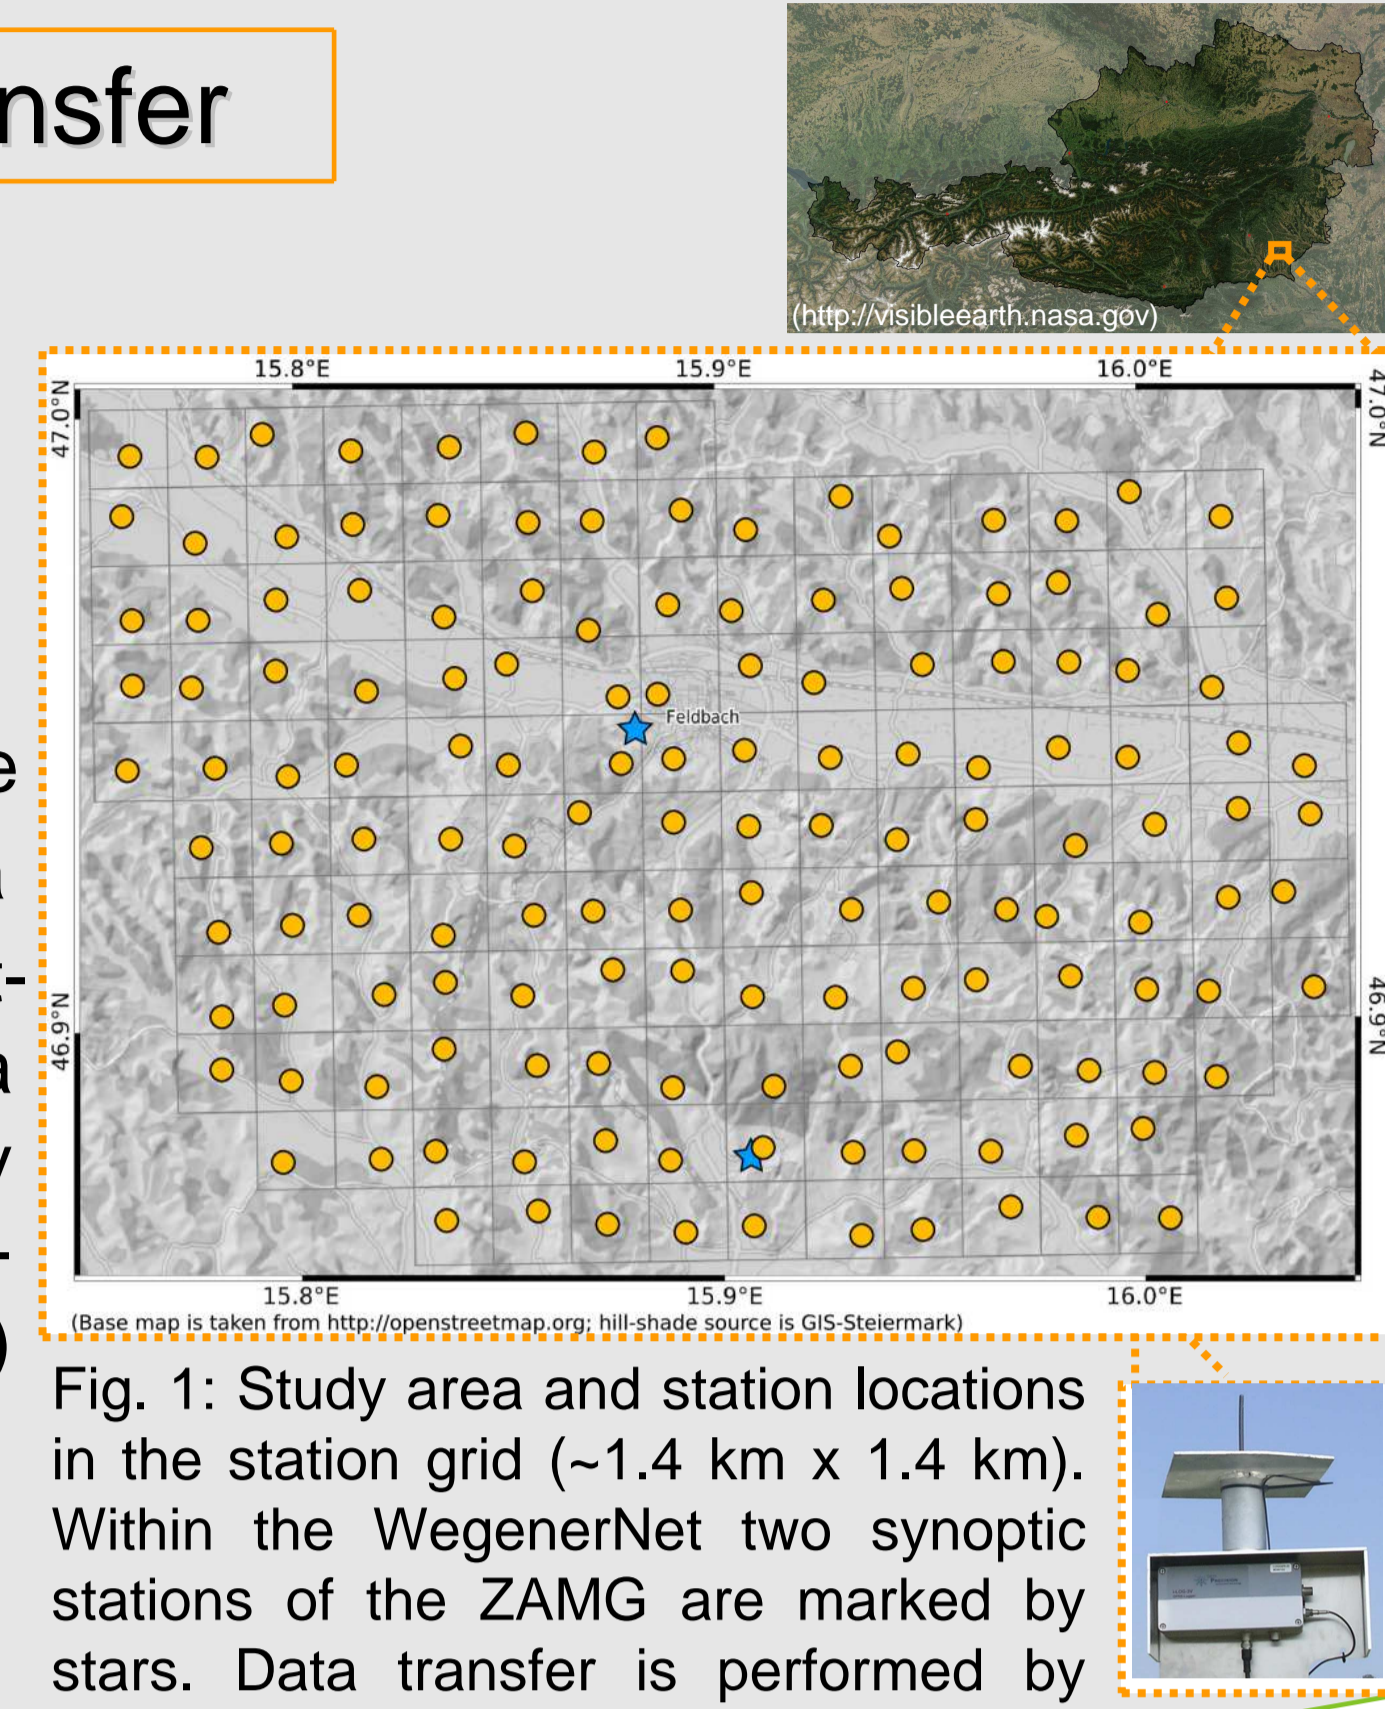 nsfer
(http://visibleearth.nasa.gov)
15.8°E 15.9°E 16.0°E
47.0°N 47.0°N
Feldbach
e
a
-
46.9°N 46.9°N
a
y
-
)
15.8°E 15.9°E 16.0°E
(Base map is taken from http://openstreetmap.org; hill-shade source is GIS-Steiermark)
Fig. 1: Study area and station locations
in the station grid (~1.4 km x 1.4 km).
Within the WegenerNet two synoptic
stations of the ZAMG are marked by
stars. Data transfer is performed by